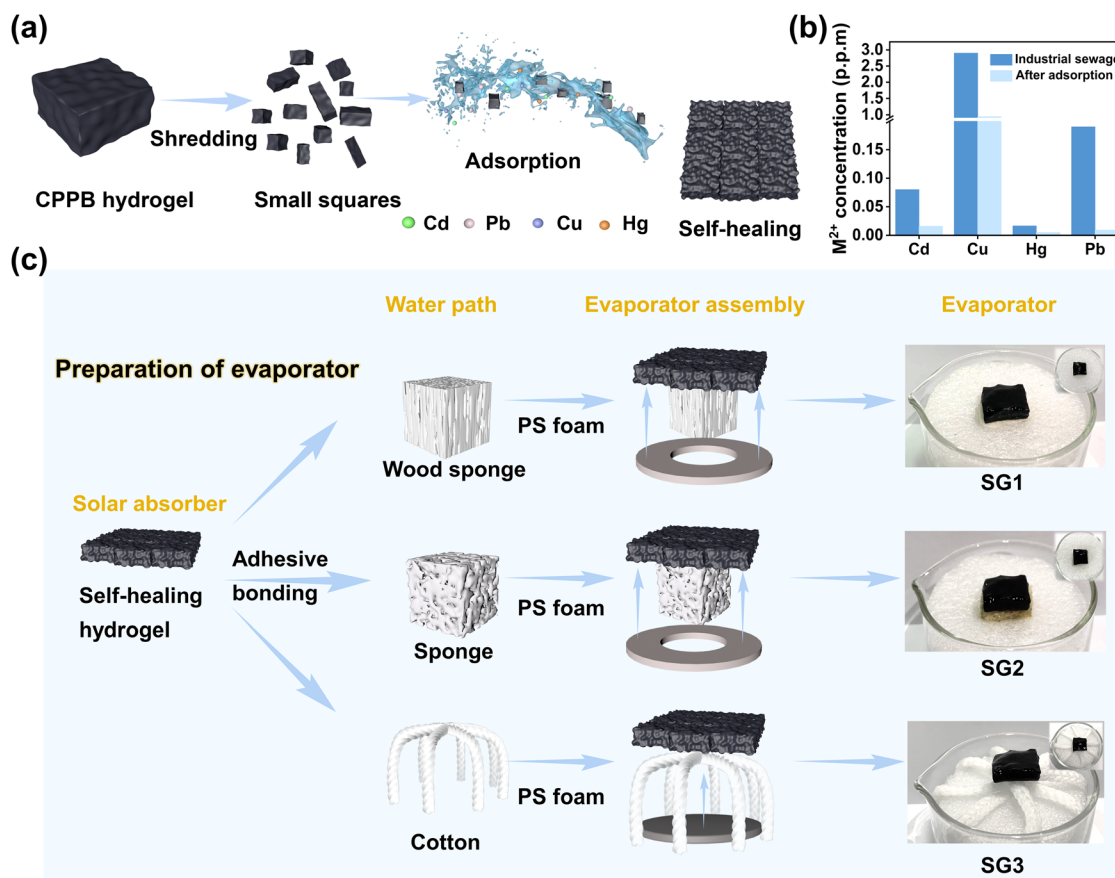 (a)
CPPB hydrogel
Shredding
Small squares
Adsorption
Cd Pb Cu Hg
Self-healing
(b)
M²⁺ concentration (p.p.m)
3.0
2.5
2.0
1.5
1.0
0.15
0.10
0.05
0.00
Industrial sewage
After adsorption
Cd Cu Hg Pb
(c)
Water path
Evaporator assembly
Evaporator
Preparation of evaporator
Solar absorber
Self-healing
hydrogel
Adhesive
bonding
Wood sponge
PS foam
SG1
Sponge
PS foam
SG2
Cotton
PS foam
SG3